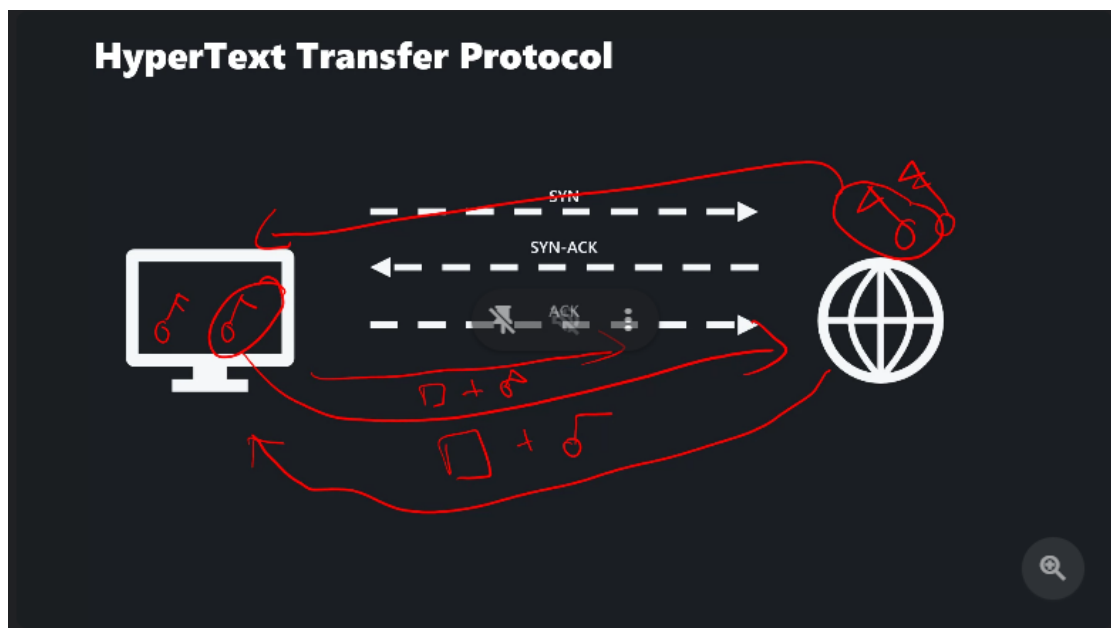 HyperText Transfer Protocol
SYN
SYN-ACK
ACK
+
+